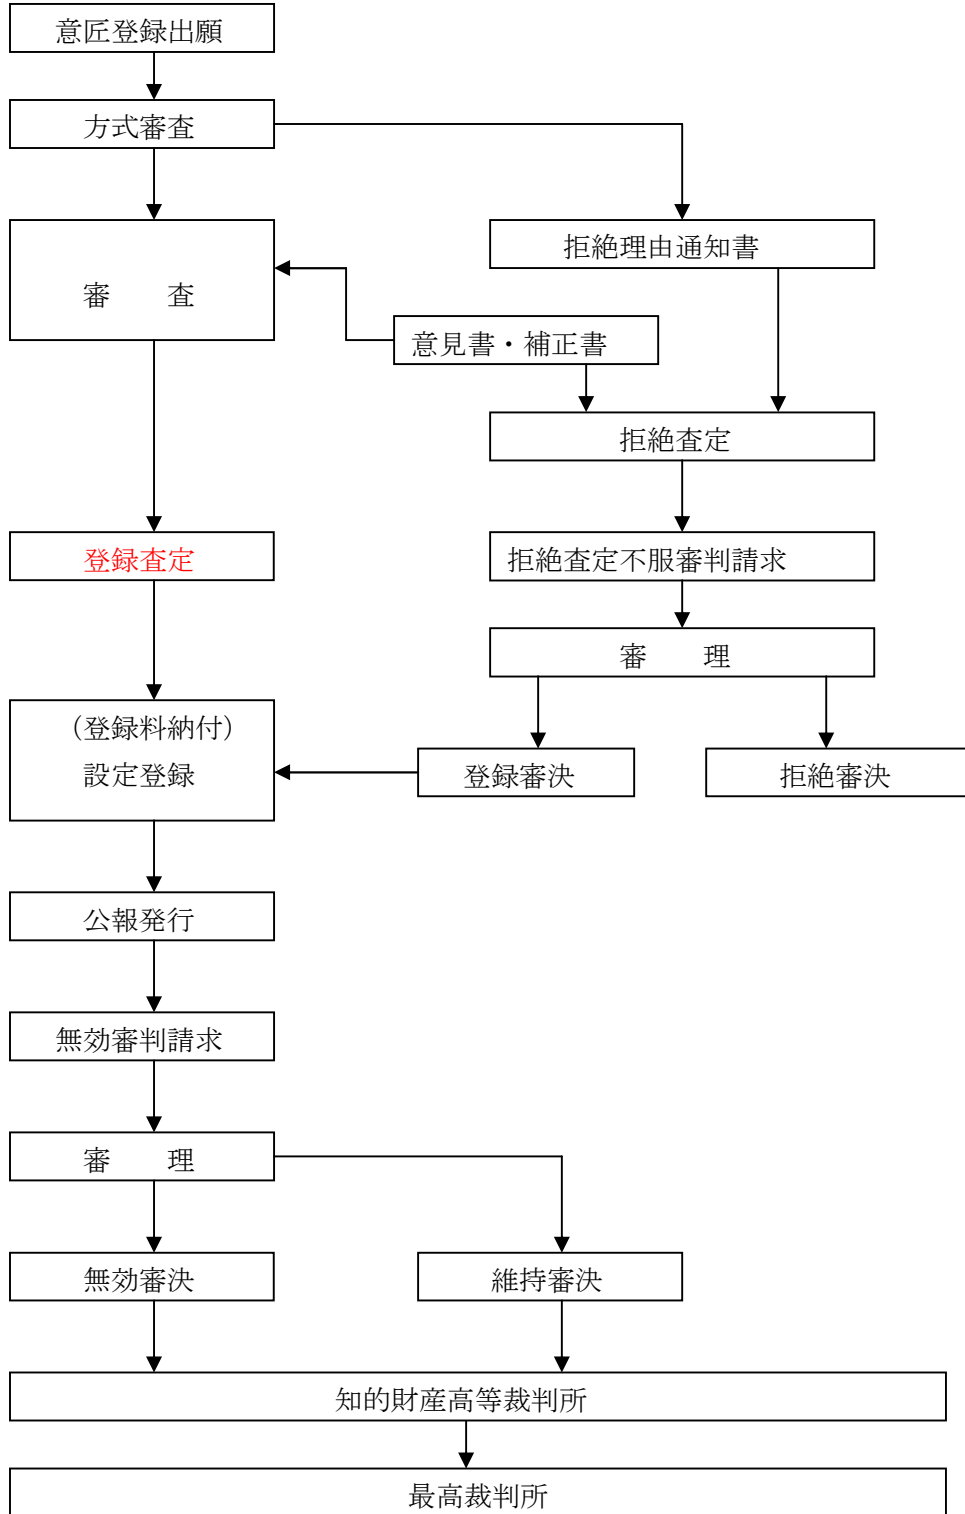 意匠登録出願
方式審査
拒絶理由通知書
審　　査
意見書・補正書
拒絶査定
登録査定
拒絶査定不服審判請求
審　　理
（登録料納付）
設定登録
登録審決
拒絶審決
公報発行
無効審判請求
審　　理
無効審決
維持審決
知的財産高等裁判所
最高裁判所